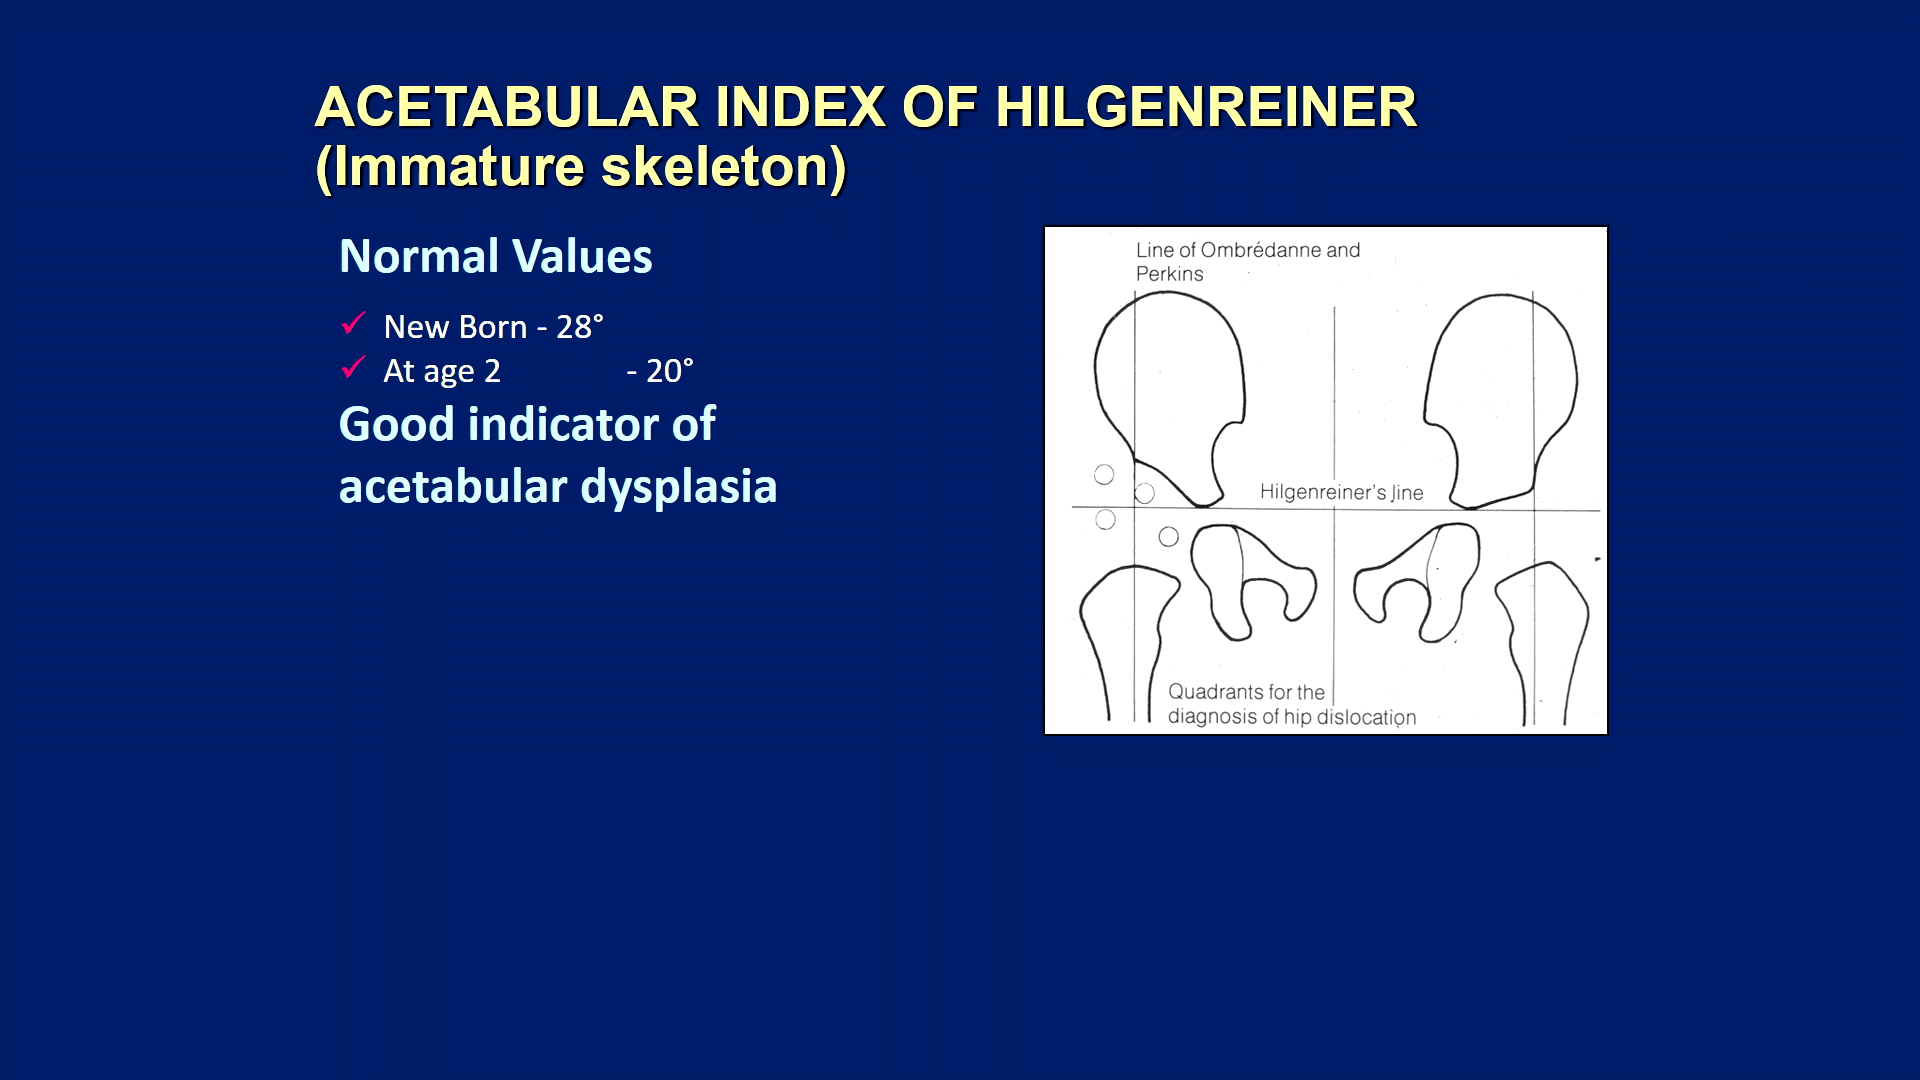 ACETABULAR INDEX OF HILGENREINER
(Immature skeleton)
Normal Values
✓ New Born - 28°
✓ At age 2 - 20°
Good indicator of
acetabular dysplasia
Line of Ombrédanne and
Perkins
Hilgenreiner's line
Quadrants for the
diagnosis of hip dislocation